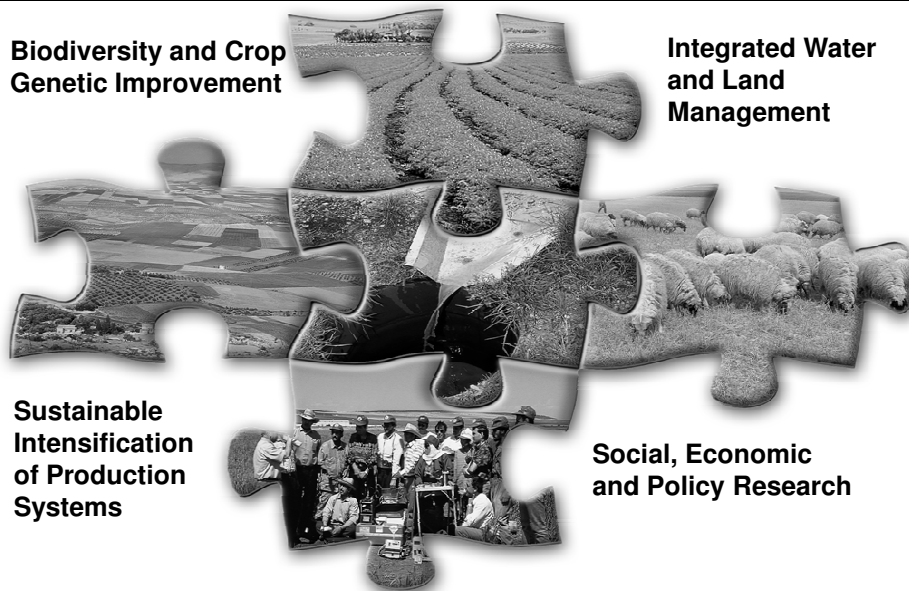 Biodiversity and Crop
Genetic Improvement
Integrated Water
and Land
Management
Sustainable
Intensification
of Production
Systems
Social, Economic
and Policy Research